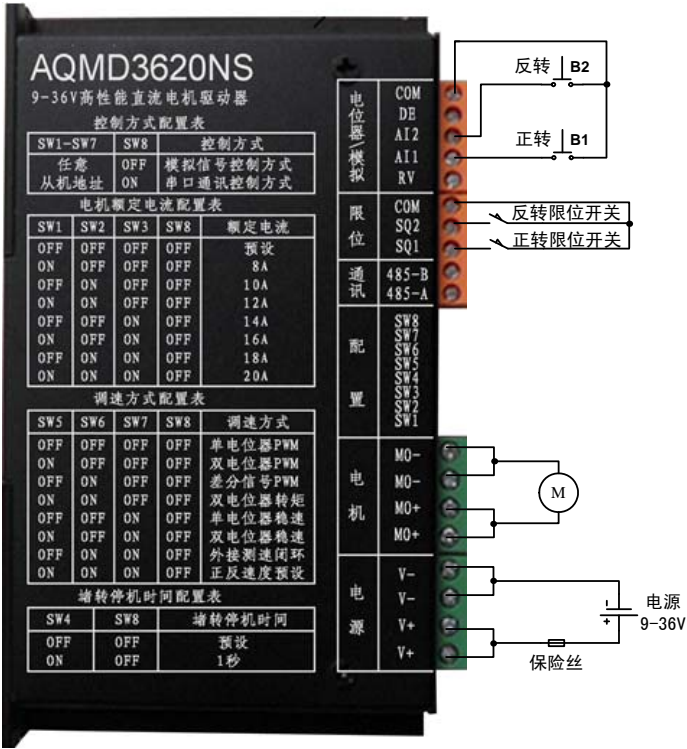 AQMD3620NS
9-36V高性能直流电机驱动器
控制方式配置表
SW1-SW7 SW8 控制方式
任意 OFF 模拟信号控制方式
从机地址 ON 串口通讯控制方式
电机额定电流配置表
SW1 SW2 SW3 SW8 额定电流
OFF OFF OFF OFF 预设
ON OFF OFF OFF 8A
OFF ON OFF OFF 10A
ON ON OFF OFF 12A
OFF OFF ON OFF 14A
ON OFF ON OFF 16A
OFF ON ON OFF 18A
ON ON ON OFF 20A
调速方式配置表
SW5 SW6 SW7 SW8 调速方式
OFF OFF OFF OFF 单电位器PWM
ON OFF OFF OFF 双电位器PWM
OFF ON OFF OFF 差分信号PWM
ON ON OFF OFF 双电位器转矩
OFF OFF ON OFF 单电位器稳速
ON OFF ON OFF 双电位器稳速
OFF ON ON OFF 外接测速闭环
ON ON ON OFF 正反速度预设
堵转停机时间配置表
SW4 SW8 堵转停机时间
OFF OFF 预设
ON OFF 1秒
电位器/模拟
COM
DE
AI2
AI1
RV
限位
COM
SQ2
SQ1
通讯
485-B
485-A
配置
SW8
SW7
SW6
SW5
SW4
SW3
SW2
SW1
电机
MO-
MO-
MO+
MO+
电源
V-
V-
V+
V+
反转 B2
正转 B1
反转限位开关
正转限位开关
M
- 
+
电源
9-36V
保险丝